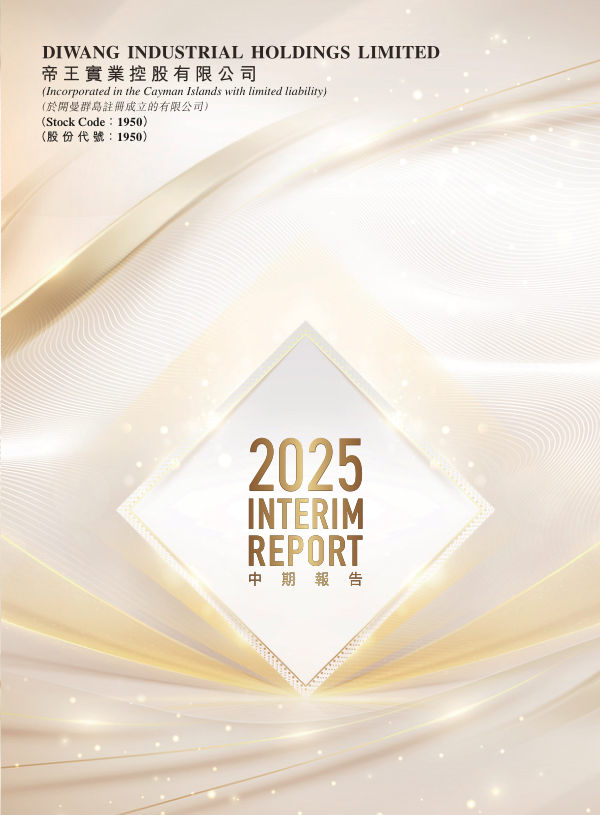 DIWANG INDUSTRIAL HOLDINGS LIMITED
帝王實業控股有限公司
(Incorporated in the Cayman Islands with limited liability)
(於開曼群島註冊成立的有限公司)
(Stock Code：1950)
(股份代號：1950)
2025
INTERIM
REPORT
中期報告